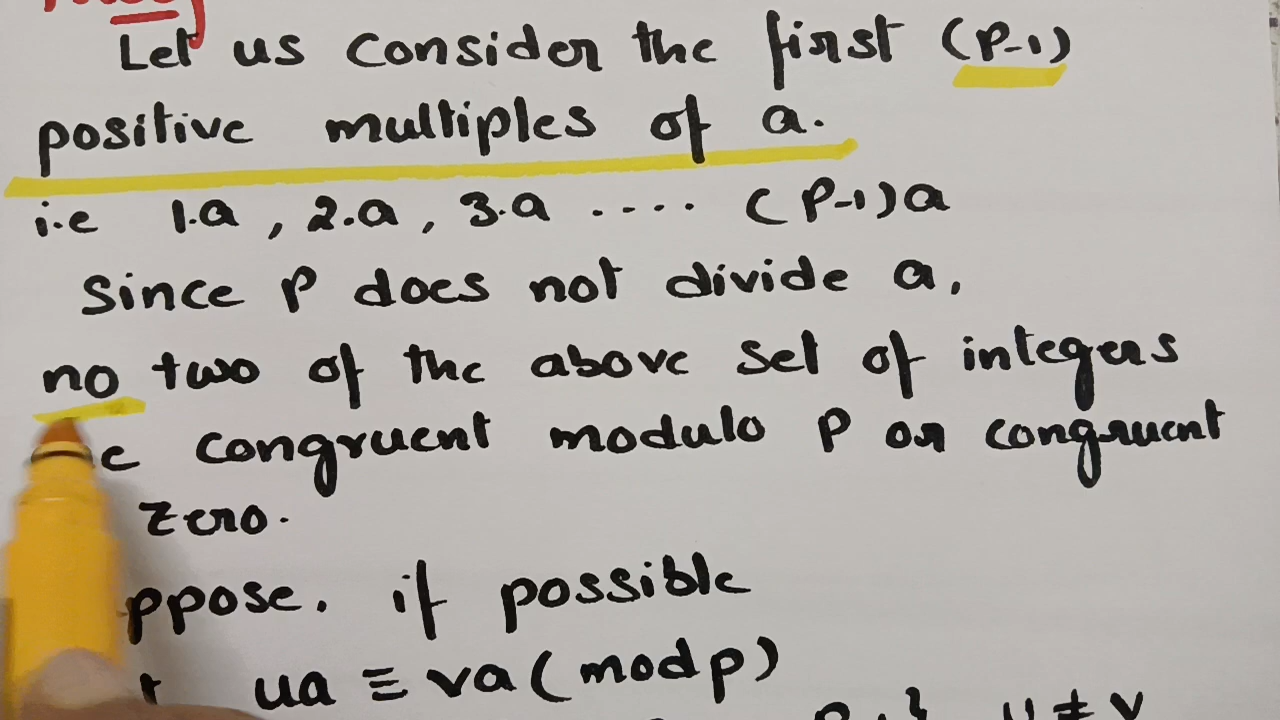 Let us consider the first (P-1)
positive multiples of a.
i.e 1.a , 2.a , 3.a ..... (P-1)a
Since P does not divide a,
no two of the above set of integers
congruent modulo P or congruent
zero.
if possible
ua ≡ va (mod p)
u ≠ v